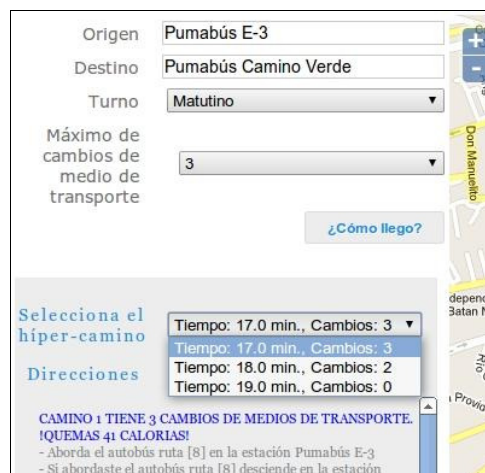 Origen Pumabús E-3
Destino Pumabús Camino Verde
Turno Matutino
Máximo de
cambios de
medio de
transporte
3
¿Cómo llego?
Selecciona el
híper-camino
Tiempo: 17.0 min., Cambios: 3
Tiempo: 17.0 min., Cambios: 3
Tiempo: 18.0 min., Cambios: 2
Tiempo: 19.0 min., Cambios: 0
Direcciones
CAMINO 1 TIENE 3 CAMBIOS DE MEDIOS DE TRANSPORTE.
!QUEMAS 41 CALORIAS!
- Aborda el autobús ruta [8] en la estación Pumabús E-3
- Si abordaste el autobús ruta [8] desciende en la estación
+
-
Don Manuelito
Batan